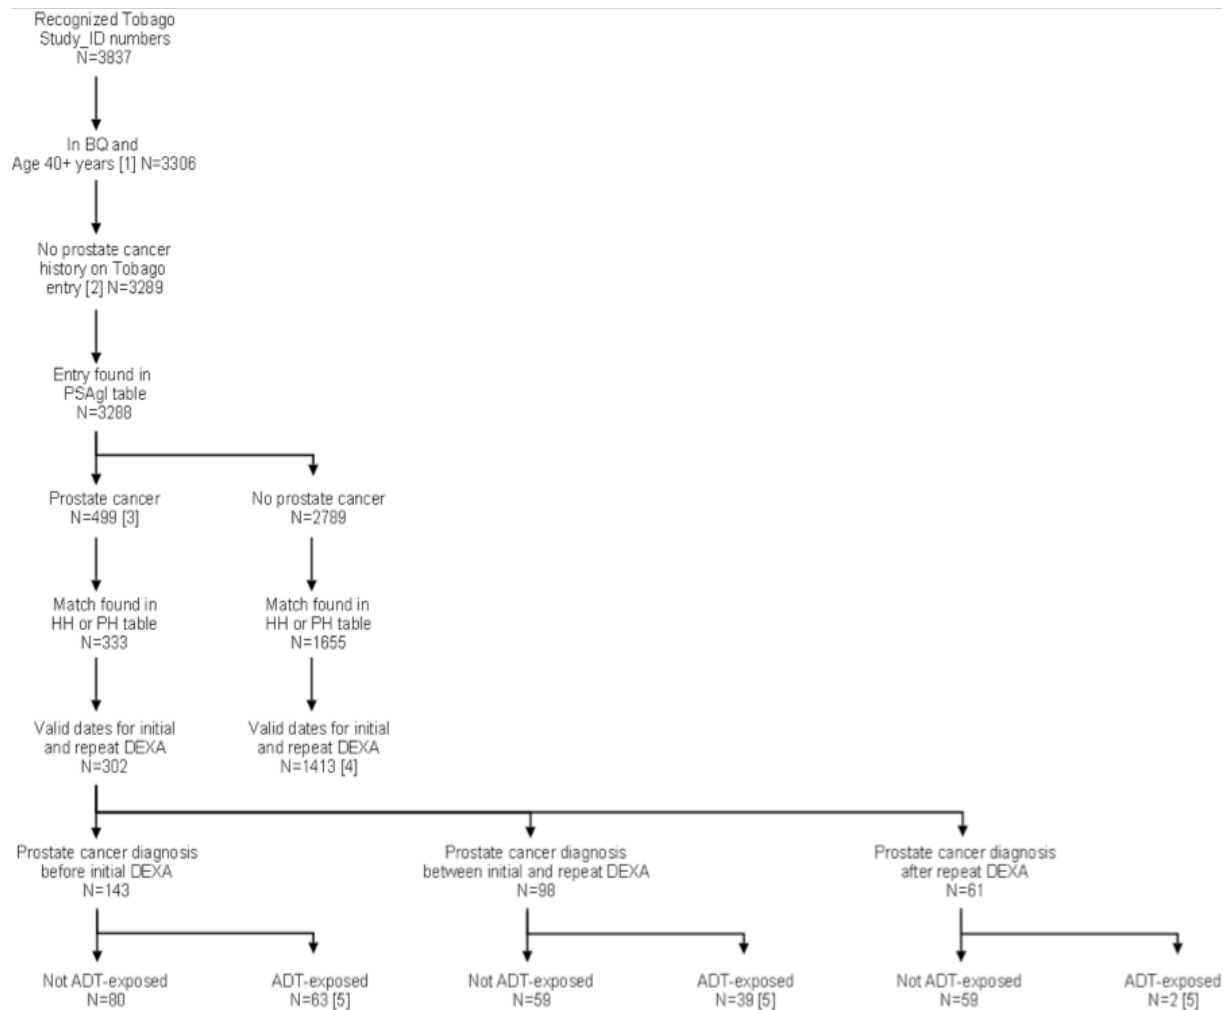 Recognized Tobago
Study_ID numbers
N=3837
In BQ and
Age 40+ years [1] N=3306
No prostate cancer
history on Tobago
entry [2] N=3289
Entry found in
PSAgl table
N=3288
Prostate cancer
N=499 [3]
No prostate cancer
N=2789
Match found in
HH or PH table
N=333
Match found in
HH or PH table
N=1655
Valid dates for initial
and repeat DEXA
N=302
Valid dates for initial
and repeat DEXA
N=1413 [4]
Prostate cancer diagnosis
before initial DEXA
N=143
Prostate cancer diagnosis
between initial and repeat DEXA
N=98
Prostate cancer diagnosis
after repeat DEXA
N=61
Not ADT-exposed
N=80
ADT-exposed
N=63 [5]
Not ADT-exposed
N=59
ADT-exposed
N=39 [5]
Not ADT-exposed
N=59
ADT-exposed
N=2 [5]